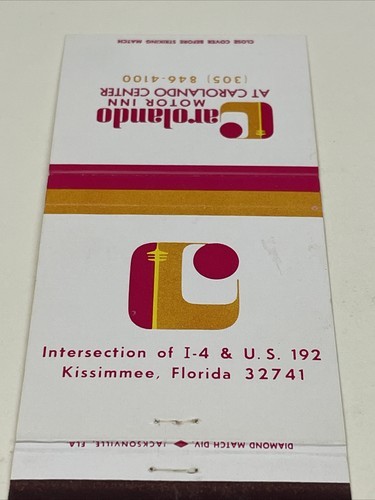 CLOSE COVER BEFORE STRIKING MATCH
Carolando
MOTOR INN
AT CAROLANDO CENTER
(305) 846-4100
Intersection of I-4 & U.S. 192
Kissimmee, Florida 32741
DIAMOND MATCH DIV. JACKSONVILLE, FLA